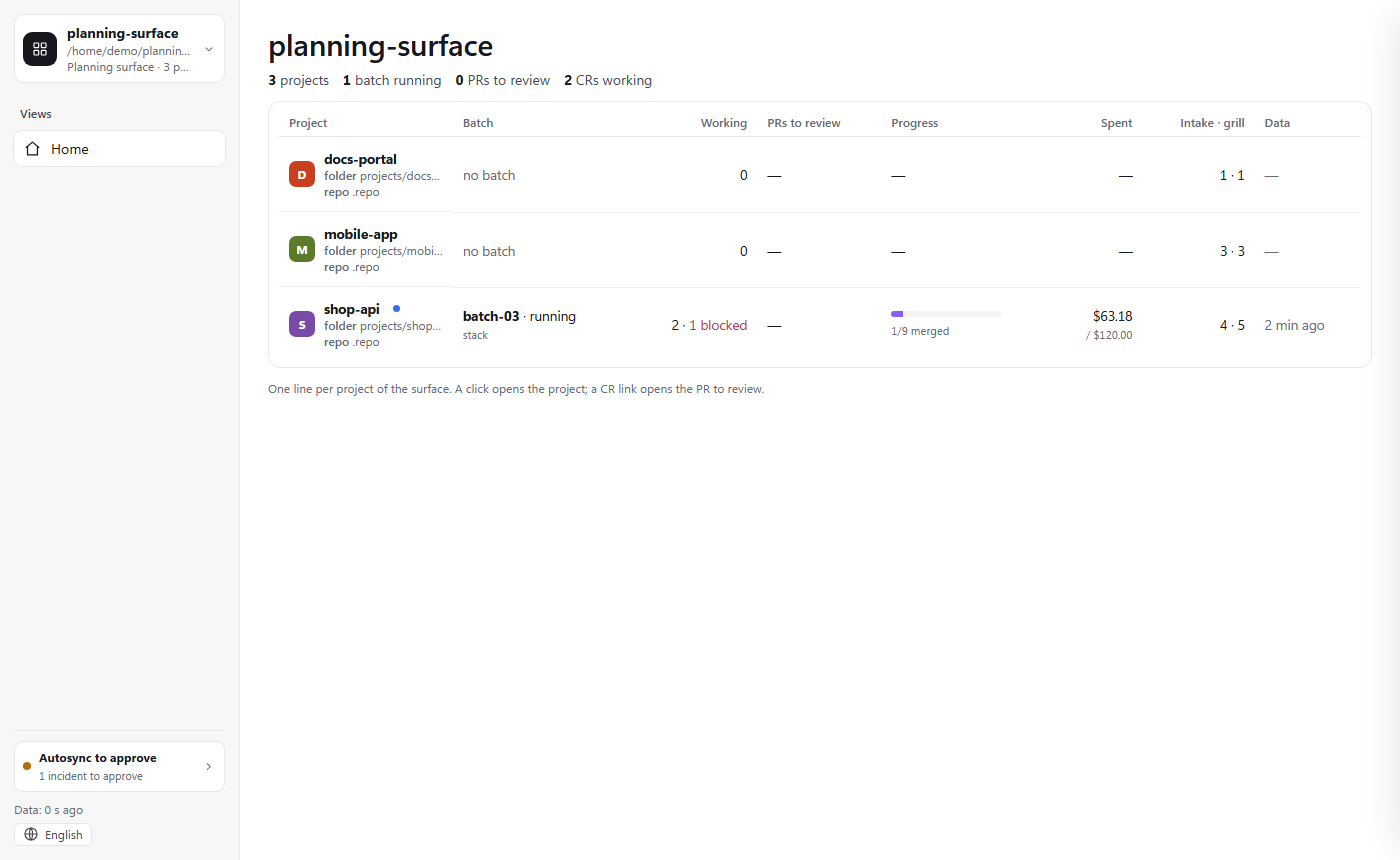 planning-surface
/home/demo/plannin...
Planning surface · 3 p...
Views
Home
Autosync to approve
1 incident to approve
Data: 0 s ago
English
planning-surface
3 projects 1 batch running 0 PRs to review 2 CRs working
Project Batch Working PRs to review Progress Spent Intake · grill Data
D
docs-portal
folder projects/docs...
repo .repo
no batch 0 — — — 1 · 1 —
M
mobile-app
folder projects/mobi...
repo .repo
no batch 0 — — — 3 · 3 —
S
shop-api
folder projects/shop...
repo .repo
batch-03 · running
stack
2 · 1 blocked —
1/9 merged
$63.18
/ $120.00
4 · 5 2 min ago
One line per project of the surface. A click opens the project; a CR link opens the PR to review.